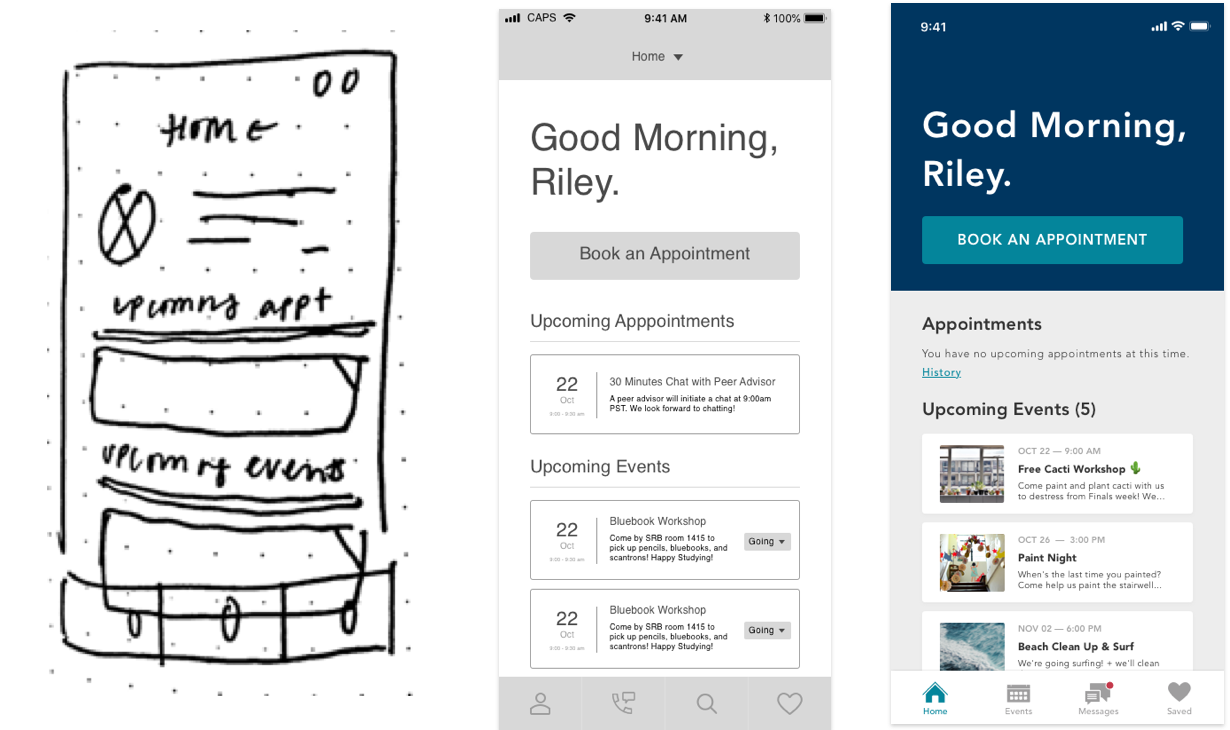 HOME
upcoming appt
upcoming events
CAPS
9:41 AM
100%
Home
Good Morning,
Riley.
Book an Appointment
Upcoming Apppointments
22
Oct
9:00 - 9:30 am
30 Minutes Chat with Peer Advisor
A peer advisor will initiate a chat at 9:00am
PST. We look forward to chatting!
Upcoming Events
22
Oct
9:00 - 9:30 am
Bluebook Workshop
Come by SRB room 1415 to
pick up pencils, bluebooks, and
scantrons! Happy Studying!
Going
22
Oct
9:00 - 9:30 am
Bluebook Workshop
Come by SRB room 1415 to
pick up pencils, bluebooks, and
scantrons! Happy Studying!
Going
9:41
Good Morning,
Riley.
BOOK AN APPOINTMENT
Appointments
You have no upcoming appointments at this time.
History
Upcoming Events (5)
OCT 22 — 9:00 AM
Free Cacti Workshop 🌵
Come paint and plant cacti with us
to destress from Finals week! We...
OCT 26 — 3:00 PM
Paint Night
When's the last time you painted?
Come help us paint the stairwell...
NOV 02 — 6:00 PM
Beach Clean Up & Surf
We're going surfing! + we'll clean
Home
Events
Messages
Saved